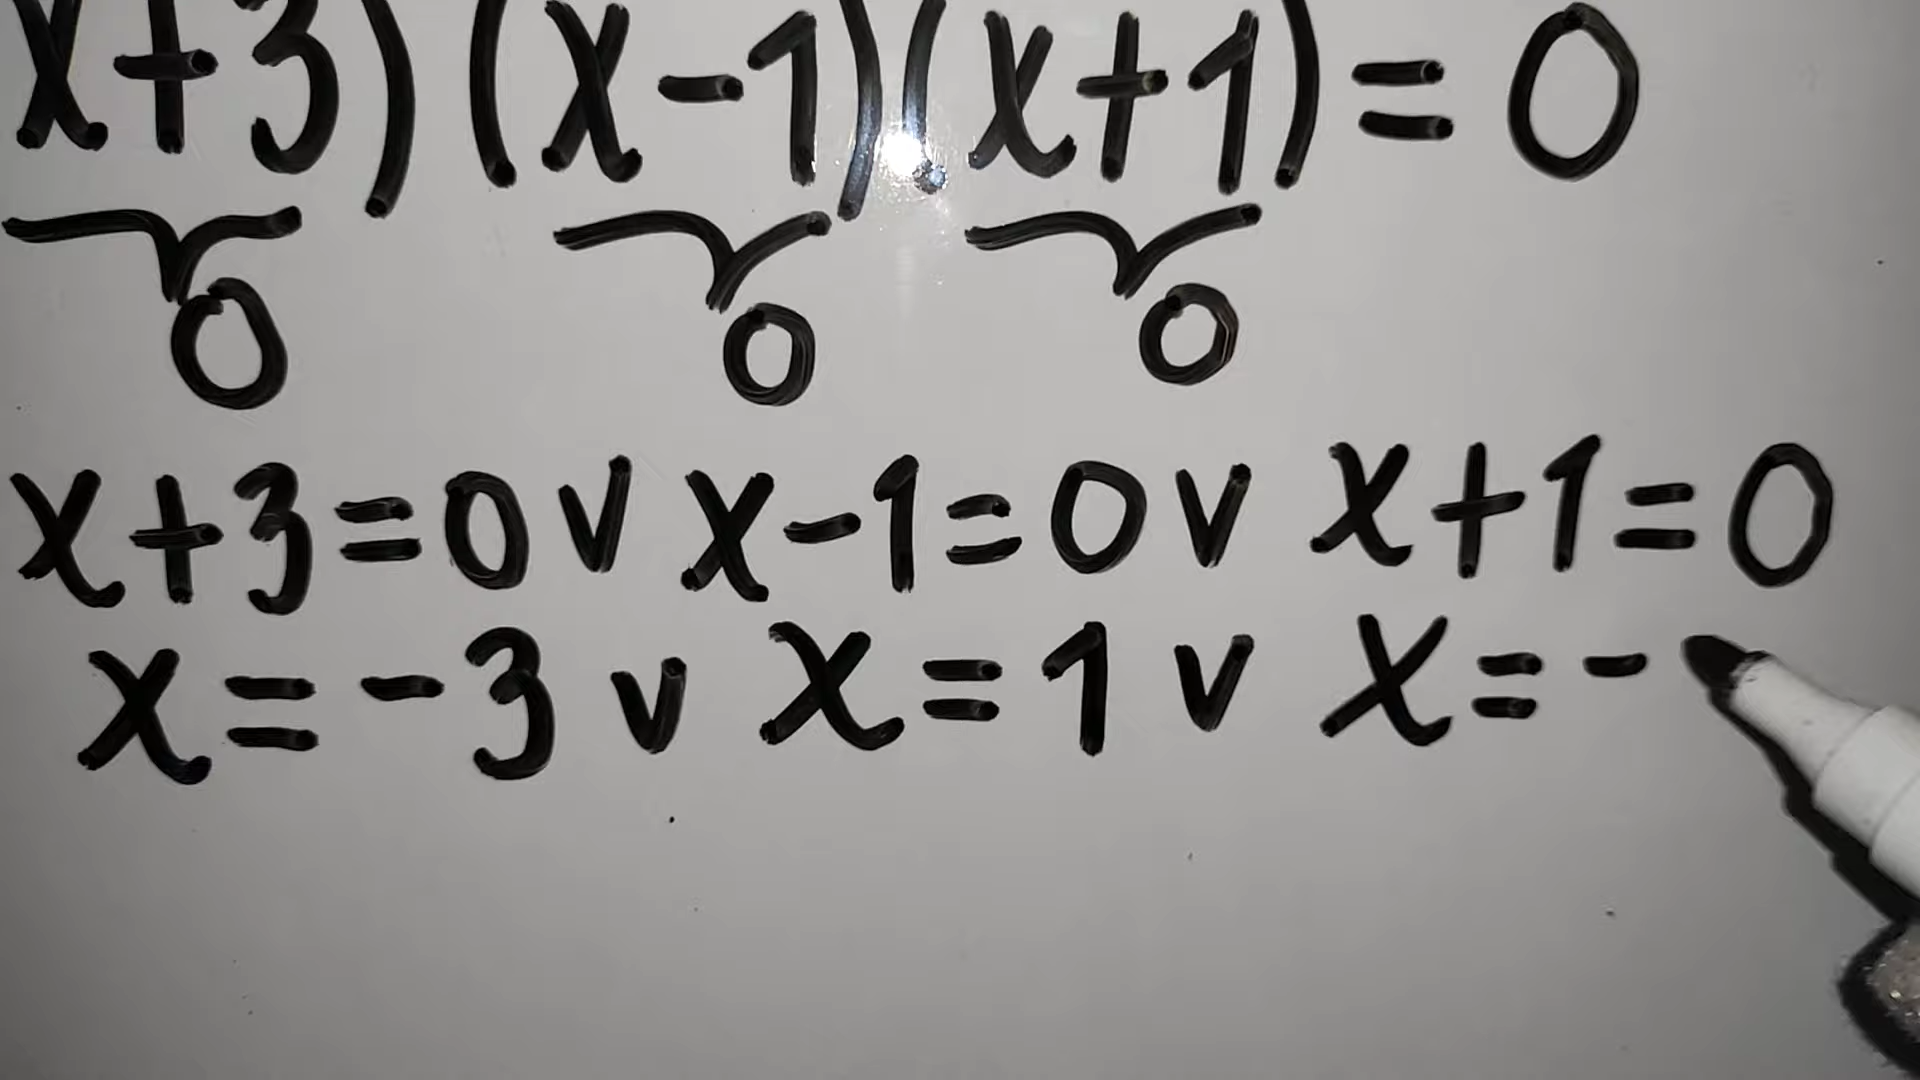 x+3)(x-1)(x+1)=0
0 0 0
x+3=0 v x-1=0 v x+1=0
x=-3 v x=1 v x=-